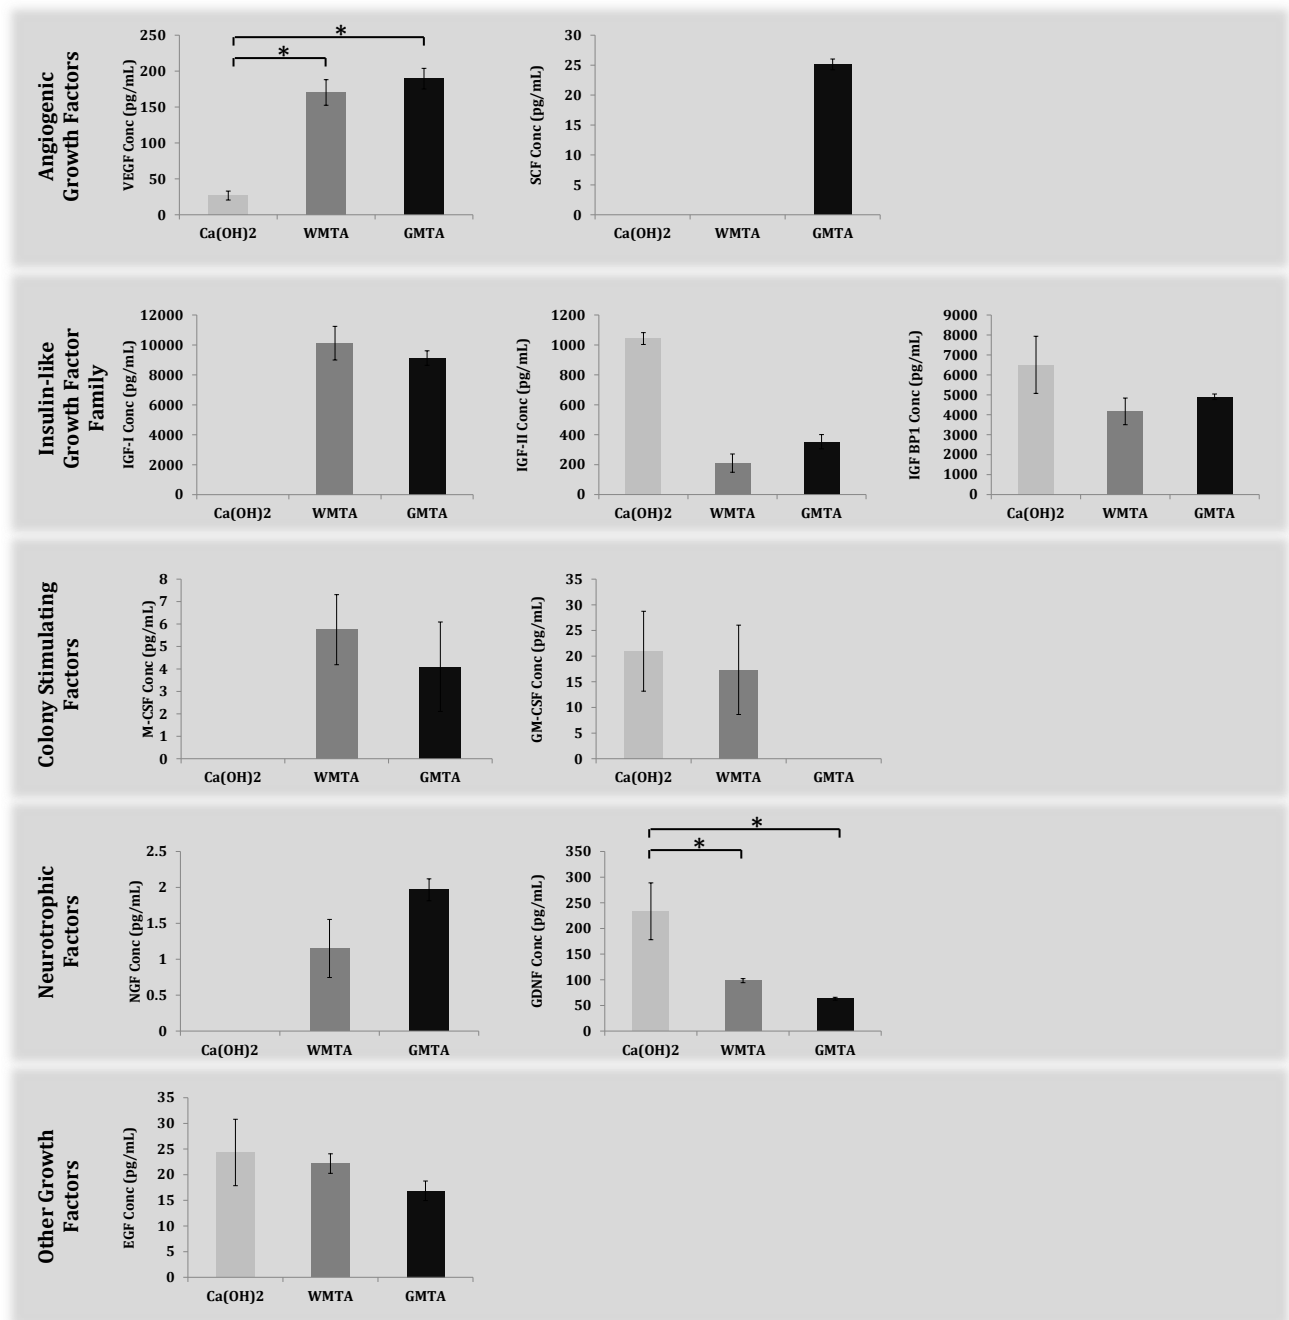 Angiogenic
Growth Factors
VEGF Conc (pg/mL)
250
200
150
100
50
0
*
*
Ca(OH)2 WMTA GMTA
SCF Conc (pg/mL)
30
25
20
15
10
5
0
Ca(OH)2 WMTA GMTA
Insulin-like
Growth Factor
Family
IGF-I Conc (pg/mL)
12000
10000
8000
6000
4000
2000
0
Ca(OH)2 WMTA GMTA
IGF-II Conc (pg/mL)
1200
1000
800
600
400
200
0
Ca(OH)2 WMTA GMTA
IGF BP1 Conc (pg/mL)
9000
8000
7000
6000
5000
4000
3000
2000
1000
0
Ca(OH)2 WMTA GMTA
Colony Stimulating
Factors
M-CSF Conc (pg/mL)
8
7
6
5
4
3
2
1
0
Ca(OH)2 WMTA GMTA
GM-CSF Conc (pg/mL)
35
30
25
20
15
10
5
0
Ca(OH)2 WMTA GMTA
Neurotrophic
Factors
NGF Conc (pg/mL)
2.5
2
1.5
1
0.5
0
Ca(OH)2 WMTA GMTA
GDNF Conc (pg/mL)
350
300
250
200
150
100
50
0
*
*
Ca(OH)2 WMTA GMTA
Other Growth
Factors
EGF Conc (pg/mL)
35
30
25
20
15
10
5
0
Ca(OH)2 WMTA GMTA